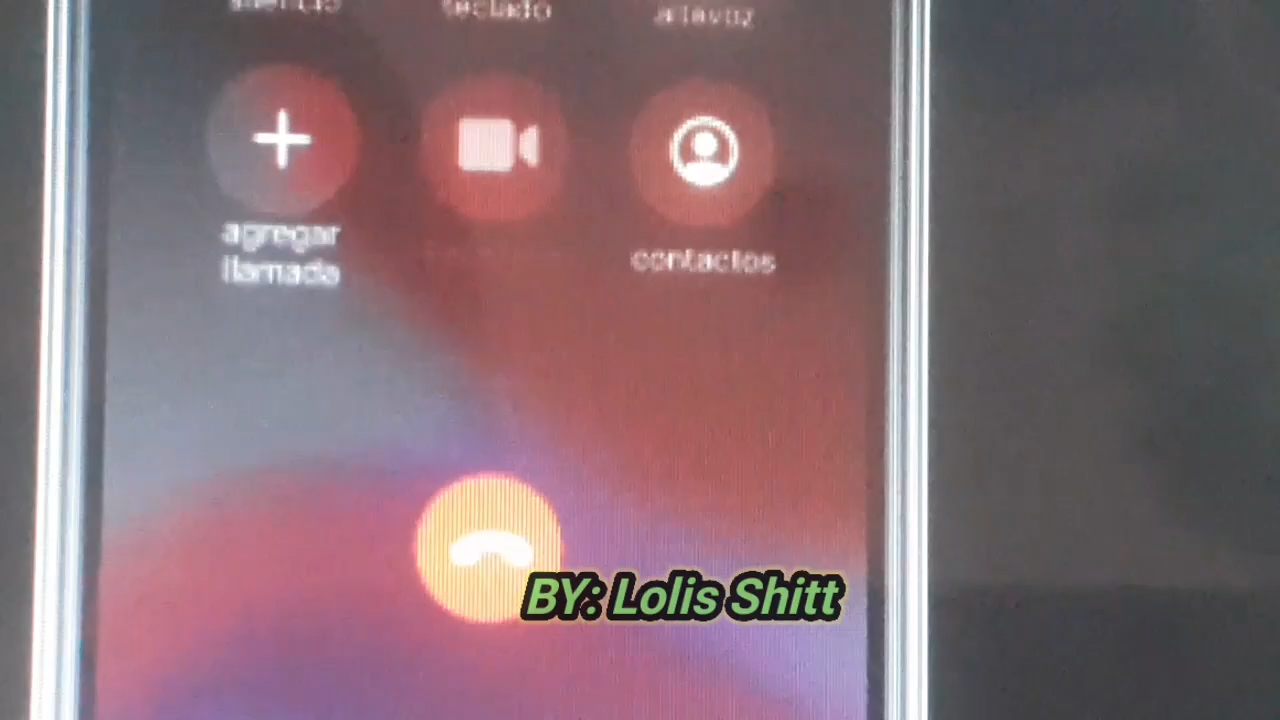 teclado
agregar
llamada
contactos
BY: Lolis Shitt